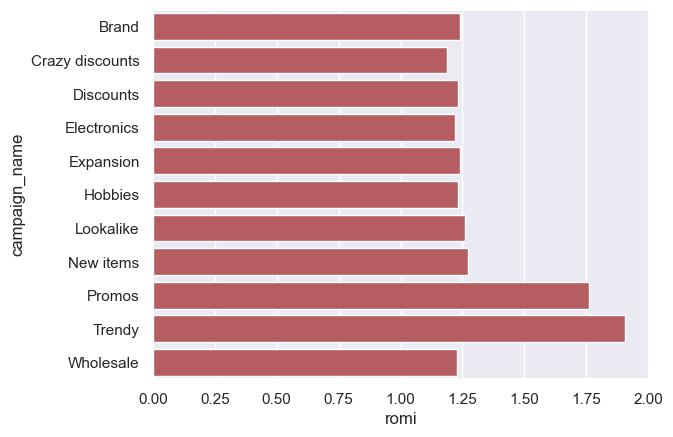 Brand
Crazy discounts
Discounts
Electronics
Expansion
Hobbies
Lookalike
New items
Promos
Trendy
Wholesale
campaign_name
0.00 0.25 0.50 0.75 1.00 1.25 1.50 1.75 2.00
romi